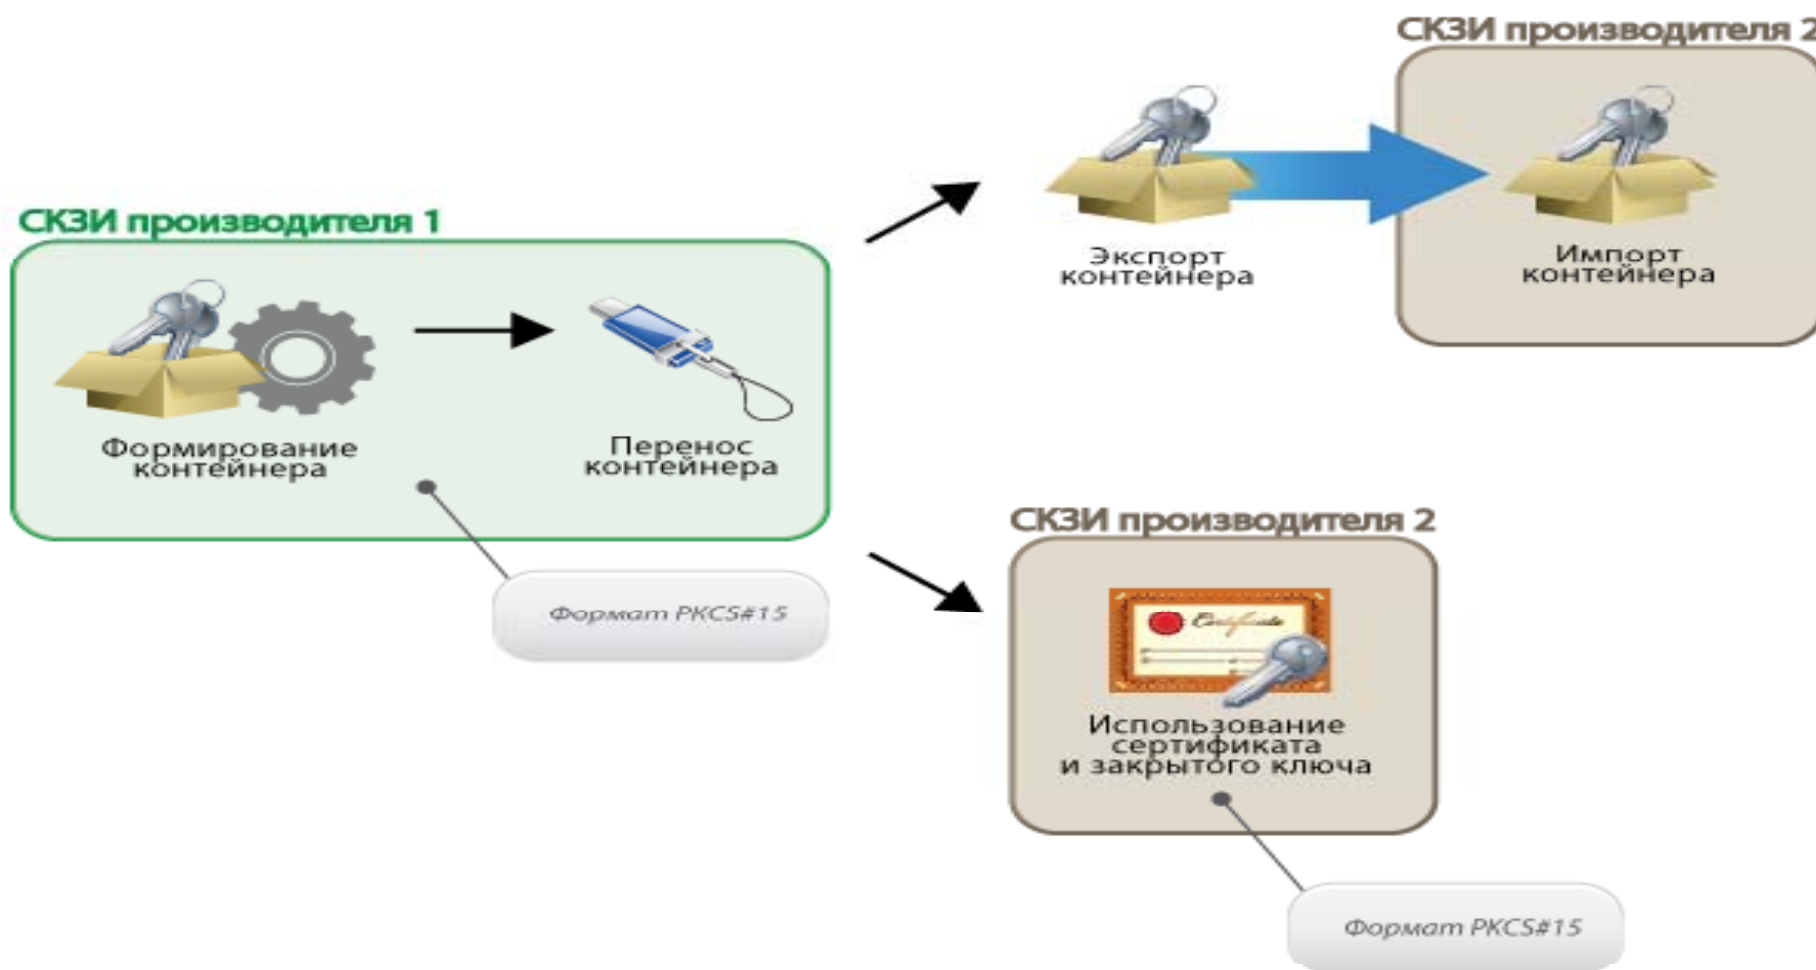 СКЗИ производителя 2
СКЗИ производителя 1
Экспорт
контейнера
Импорт
контейнера
Формирование
контейнера
Перенос
контейнера
Формат PKCS#15
СКЗИ производителя 2
Certificate
Использование
сертификата
и закрытого ключа
Формат PKCS#15